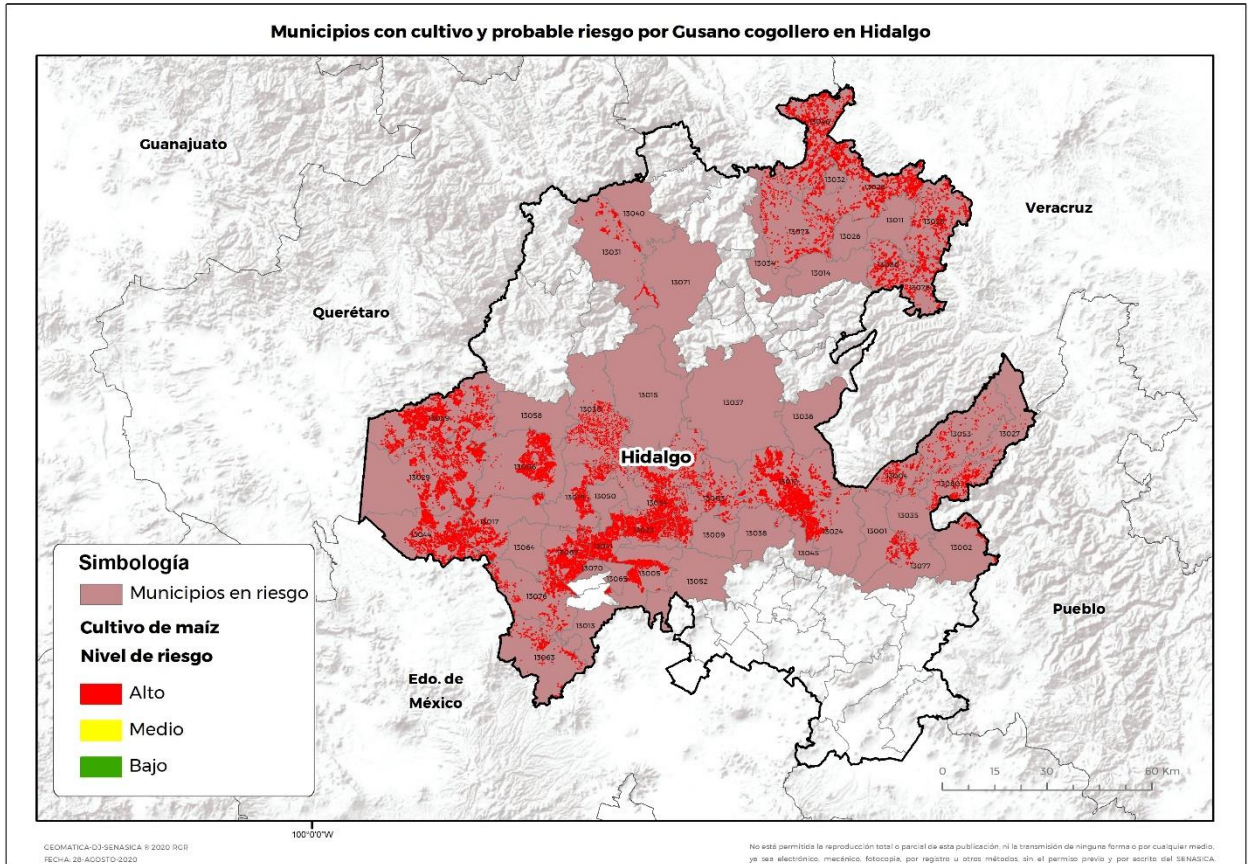 Municipios con cultivo y probable riesgo por Gusano cogollero en Hidalgo
Guanajuato
Veracruz
Querétaro
Hidalgo
Pueblo
Edo. de
México
13032
13040
13011
13031
13028
13073
13034
13014
13071
13015
13037
13058
13036
13053
13027
13029
13050
13017
13009
13038
13024
13001
13035
13002
13044
13064
13045
13077
13070
13005
13065
13052
13076
13013
13063
Simbología
Municipios en riesgo
Cultivo de maíz
Nivel de riesgo
Alto
Medio
Bajo
0 15 30 60 Km
100°0'0"W
GEOMATICA-DJ-SENASICA © 2020 RGR
FECHA: 28-AGOSTO-2020
No está permitida la reproducción total o parcial de esta publicación, ni la transmisión de ninguna forma o por cualquier medio,
ya sea electrónico, mecánico, fotocopia, por registro u otros métodos, sin el permiso previo y por escrito del SENASICA.